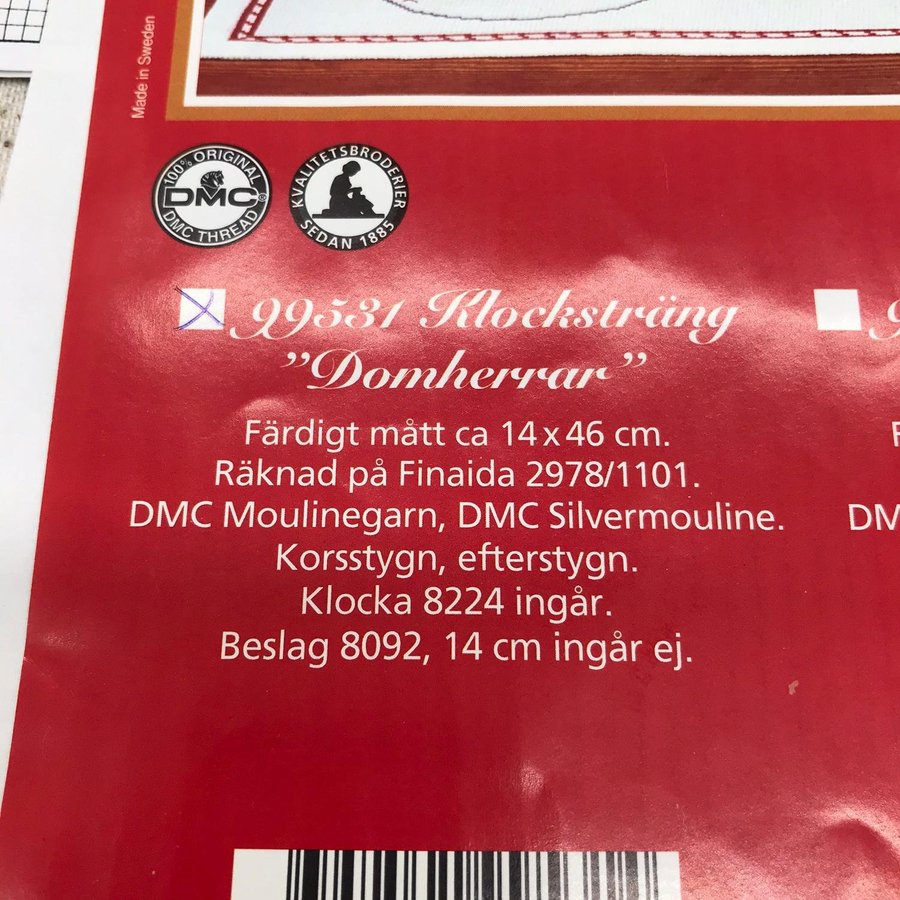 Made in Sweden
100% ORIGINAL
DMC
DMC THREAD
KVALITETSBRODERIER
SEDAN 1885
99531 Klocksträng
”Domherrar”
Färdigt mått ca 14 x 46 cm.
Räknad på Finaida 2978/1101.
DMC Moulinegarn, DMC Silvermouline.
DM
Korsstygn, efterstygn.
Klocka 8224 ingår.
Beslag 8092, 14 cm ingår ej.